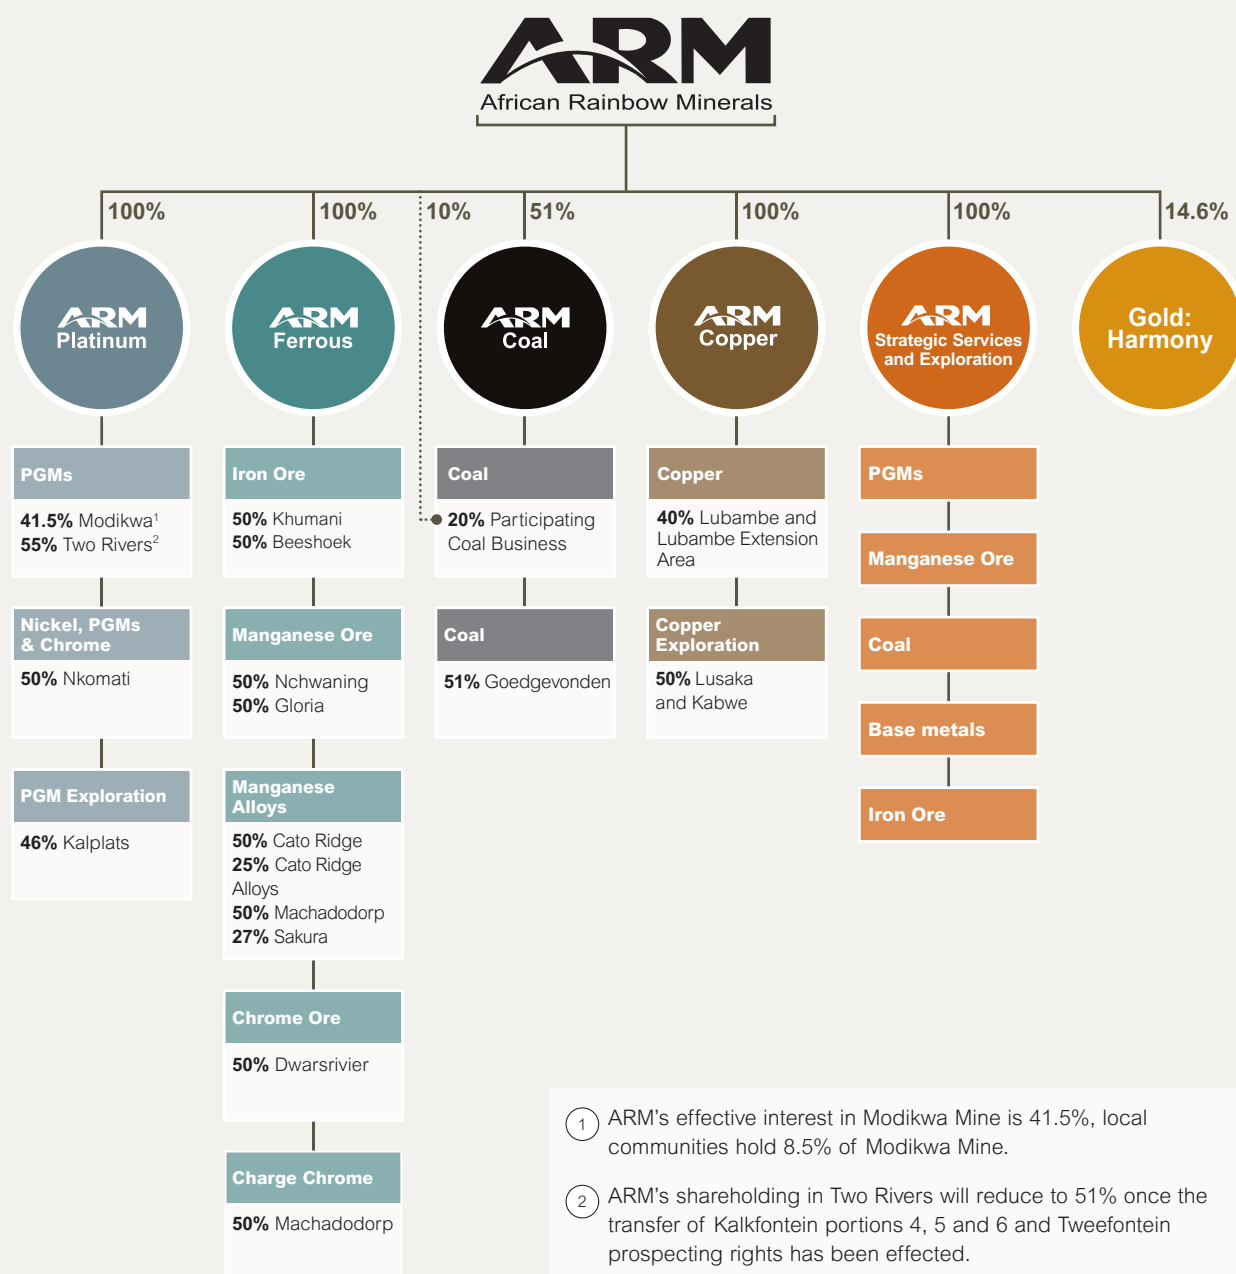 ARM
African Rainbow Minerals
100%
100%
10%
51%
100%
100%
14.6%
ARM
Platinum
ARM
Ferrous
ARM
Coal
ARM
Copper
ARM
Strategic Services
and Exploration
Gold:
Harmony
PGMs
41.5% Modikwa¹
55% Two Rivers²
Nickel, PGMs
& Chrome
50% Nkomati
PGM Exploration
46% Kalplats
Iron Ore
50% Khumani
50% Beeshoek
Manganese Ore
50% Nchwaning
50% Gloria
Manganese
Alloys
50% Cato Ridge
25% Cato Ridge
Alloys
50% Machadodorp
27% Sakura
Chrome Ore
50% Dwarsrivier
Charge Chrome
50% Machadodorp
Coal
20% Participating
Coal Business
Coal
51% Goedgevonden
Copper
40% Lubambe and
Lubambe Extension
Area
Copper
Exploration
50% Lusaka
and Kabwe
PGMs
Manganese Ore
Coal
Base metals
Iron Ore
1 ARM's effective interest in Modikwa Mine is 41.5%, local
communities hold 8.5% of Modikwa Mine.
2 ARM's shareholding in Two Rivers will reduce to 51% once the
transfer of Kalkfontein portions 4, 5 and 6 and Tweefontein
prospecting rights has been effected.